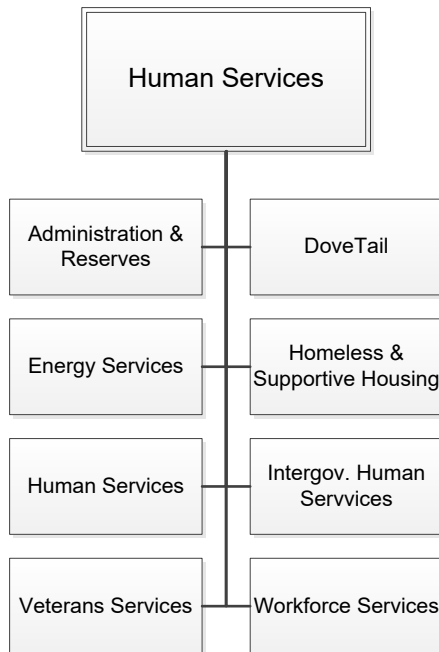 Human Services
Administration &
Reserves
DoveTail
Energy Services
Homeless &
Supportive Housing
Human Services
Intergov. Human
Servvices
Veterans Services
Workforce Services